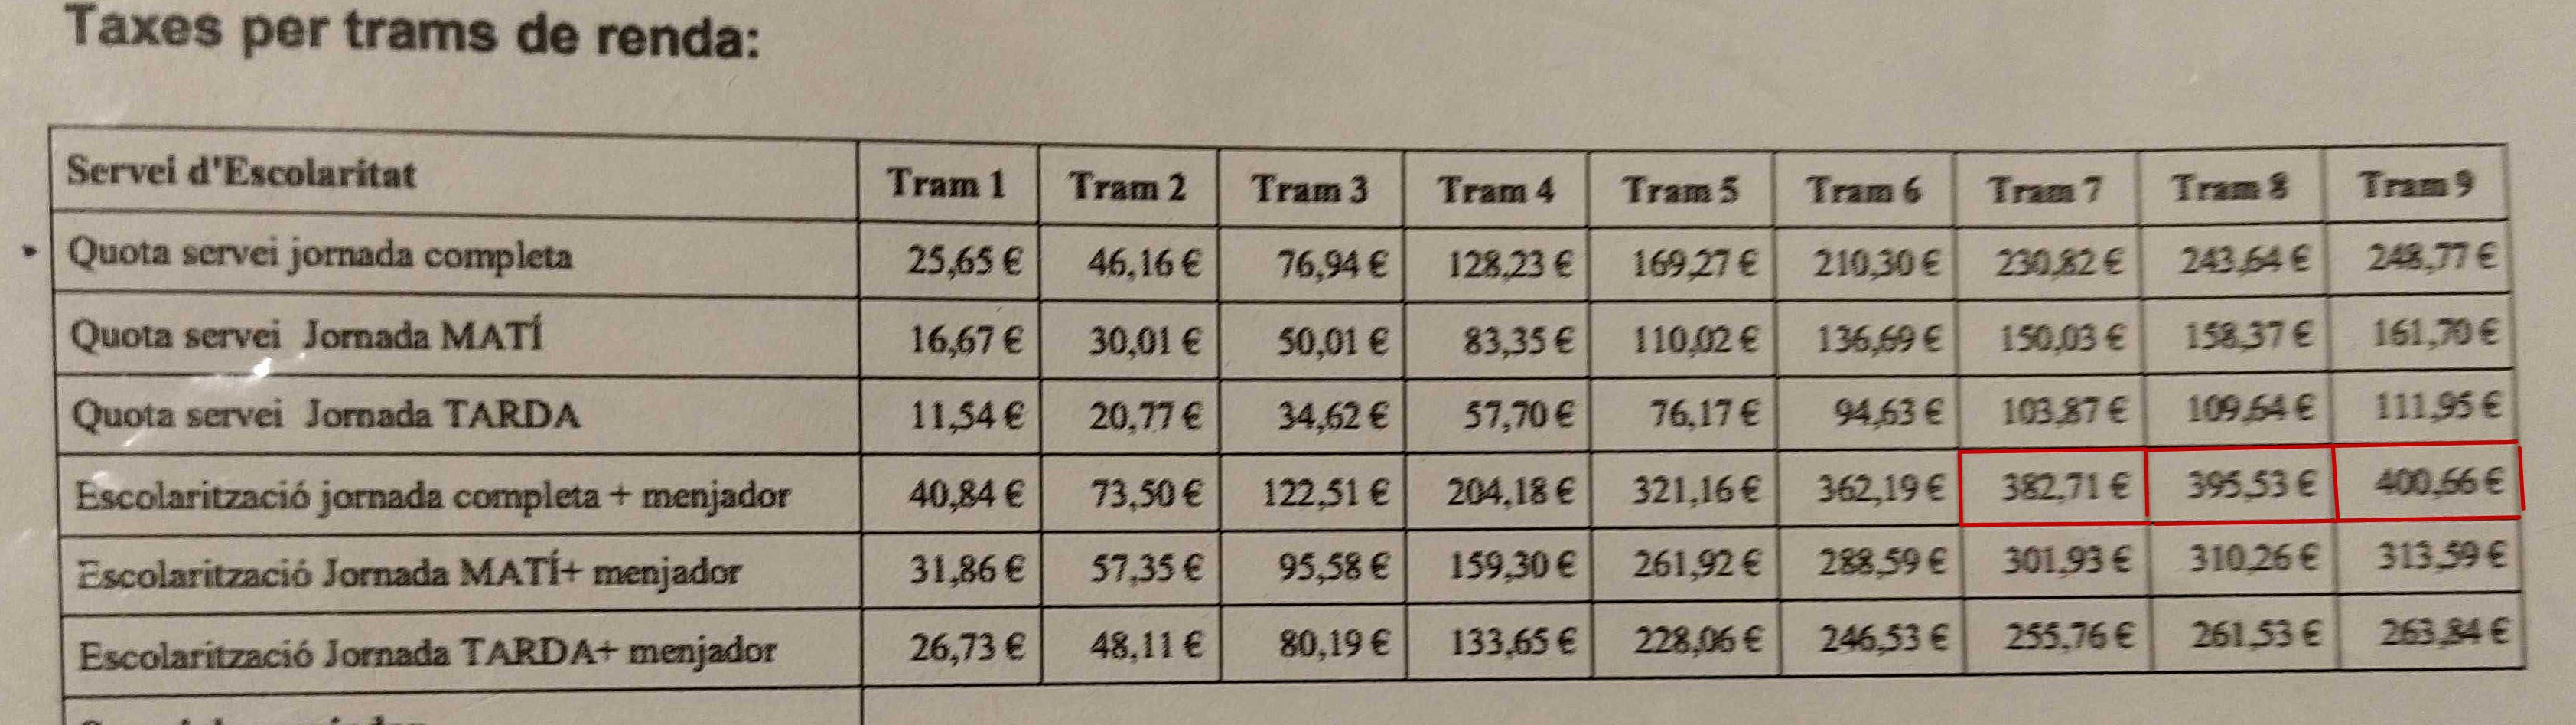 Taxes per trams de renda:
Servei d'Escolaritat Tram 1 Tram 2 Tram 3 Tram 4 Tram 5 Tram 6 Tram 7 Tram 8 Tram 9
Quota servei jornada completa 25,65 € 46,16 € 76,94 € 128,23 € 169,27 € 210,30 € 230,82 € 243,64 € 248,77 €
Quota servei Jornada MATÍ 16,67 € 30,01 € 50,01 € 83,35 € 110,02 € 136,69 € 150,03 € 158,37 € 161,70 €
Quota servei Jornada TARDA 11,54 € 20,77 € 34,62 € 57,70 € 76,17 € 94,63 € 103,87 € 109,64 € 111,95 €
Escolarització jornada completa + menjador 40,84 € 73,50 € 122,51 € 204,18 € 321,16 € 362,19 € 382,71 € 395,53 € 400,66 €
Escolarització Jornada MATÍ+ menjador 31,86 € 57,35 € 95,58 € 159,30 € 261,92 € 288,59 € 301,93 € 310,26 € 313,59 €
Escolarització Jornada TARDA+ menjador 26,73 € 48,11 € 80,19 € 133,65 € 228,06 € 246,53 € 255,76 € 261,53 € 263,84 €